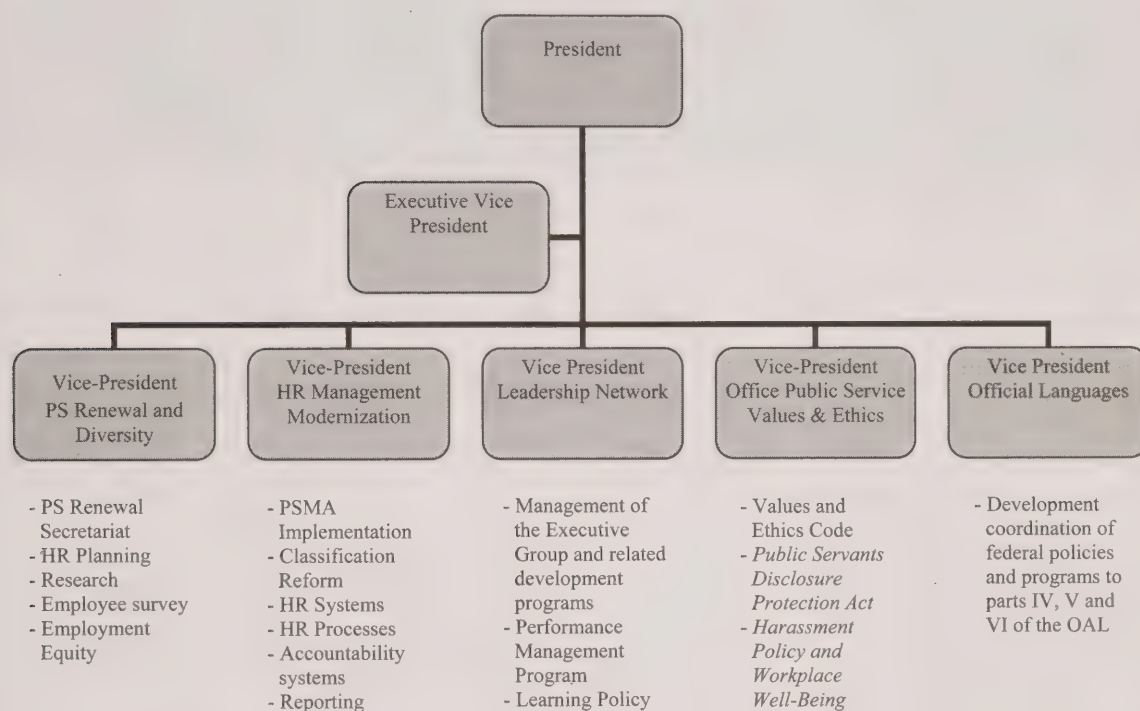 President
Executive Vice
President
Vice-President
PS Renewal and
Diversity
- PS Renewal
Secretariat
- HR Planning
- Research
- Employee survey
- Employment
Equity
Vice-President
HR Management
Modernization
- PSMA
Implementation
- Classification
Reform
- HR Systems
- HR Processes
- Accountability
systems
- Reporting
Vice President
Leadership Network
- Management of
the Executive
Group and related
development
programs
- Performance
Management
Program
- Learning Policy
Vice-President
Office Public Service
Values & Ethics
- Values and
Ethics Code
- Public Servants
Disclosure
Protection Act
- Harassment
Policy and
Workplace
Well-Being
Vice President
Official Languages
- Development
coordination of
federal policies
and programs to
parts IV, V and
VI of the OAL